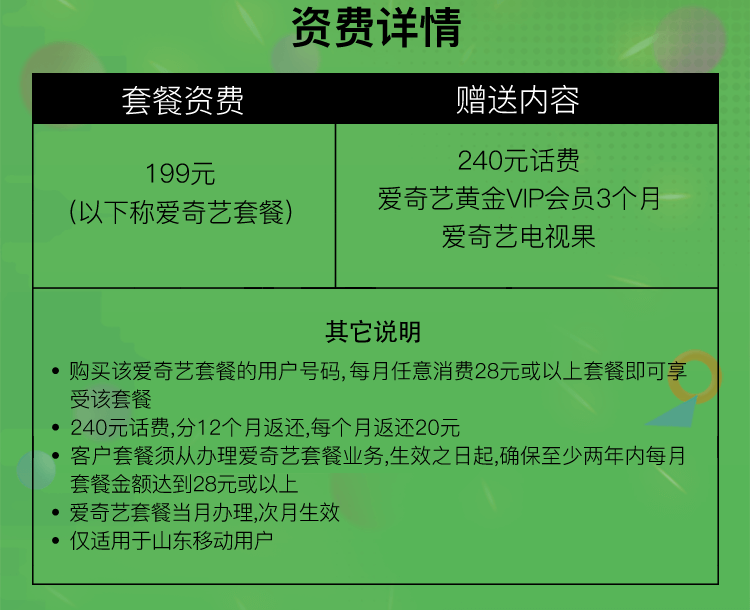 资费详情
套餐资费
赠送内容
199元
(以下称爱奇艺套餐)
240元话费
爱奇艺黄金VIP会员3个月
爱奇艺电视果
其它说明
• 购买该爱奇艺套餐的用户号码,每月任意消费28元或以上套餐即可享
受该套餐
• 240元话费,分12个月返还,每个月返还20元
• 客户套餐须从办理爱奇艺套餐业务,生效之日起,确保至少两年内每月
套餐金额达到28元或以上
• 爱奇艺套餐当月办理,次月生效
• 仅适用于山东移动用户